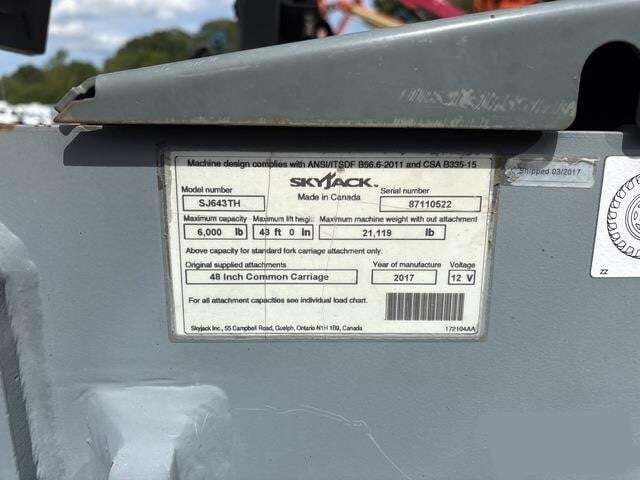 Machine design complies with ANSI/ITSDF B56.6-2011 and CSA B335-15
SKYJACK
Shipped 03/2017
Model number
Made in Canada
Serial number
SJ643TH
87110522
Maximum capacity Maximum lift heigh Maximum machine weight with out attachment
6,000 lb 43 ft 0 in 21,119 lb
Above capacity for standard fork carriage attachment only.
Original supplied attachments Year of manufacture Voltage
48 Inch Common Carriage 2017 12 V
For all attachment capacities see individual load chart.
Skyjack Inc., 55 Campbell Road, Guelph, Ontario N1H 1B9, Canada 172104AA
ZZ